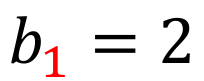 b₁ = 2